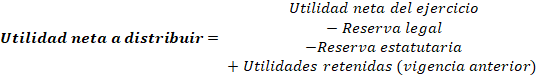 Utilidad neta del ejercicio
− Reserva legal
Utilidad neta a distribuir = −Reserva estatutaria
+ Utilidades retenidas (vigencia anterior)